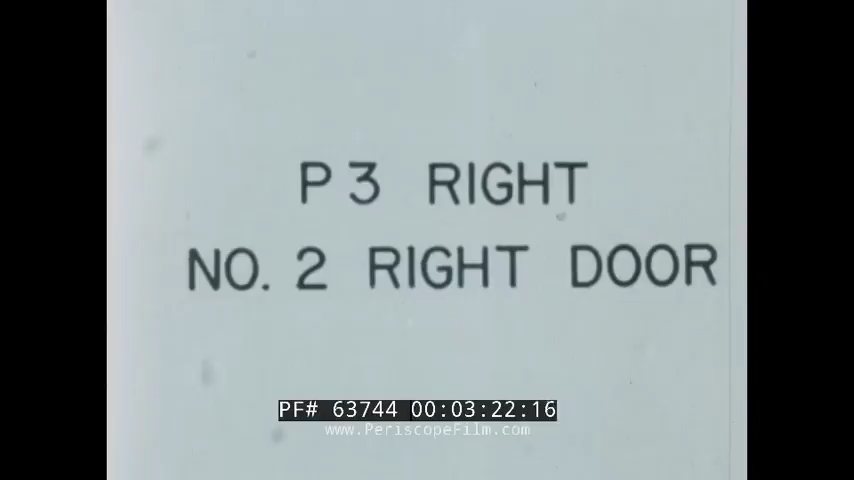 P3 RIGHT
NO. 2 RIGHT DOOR
PF# 63744 00:03:22:16
www.PeriscopeFilm.com